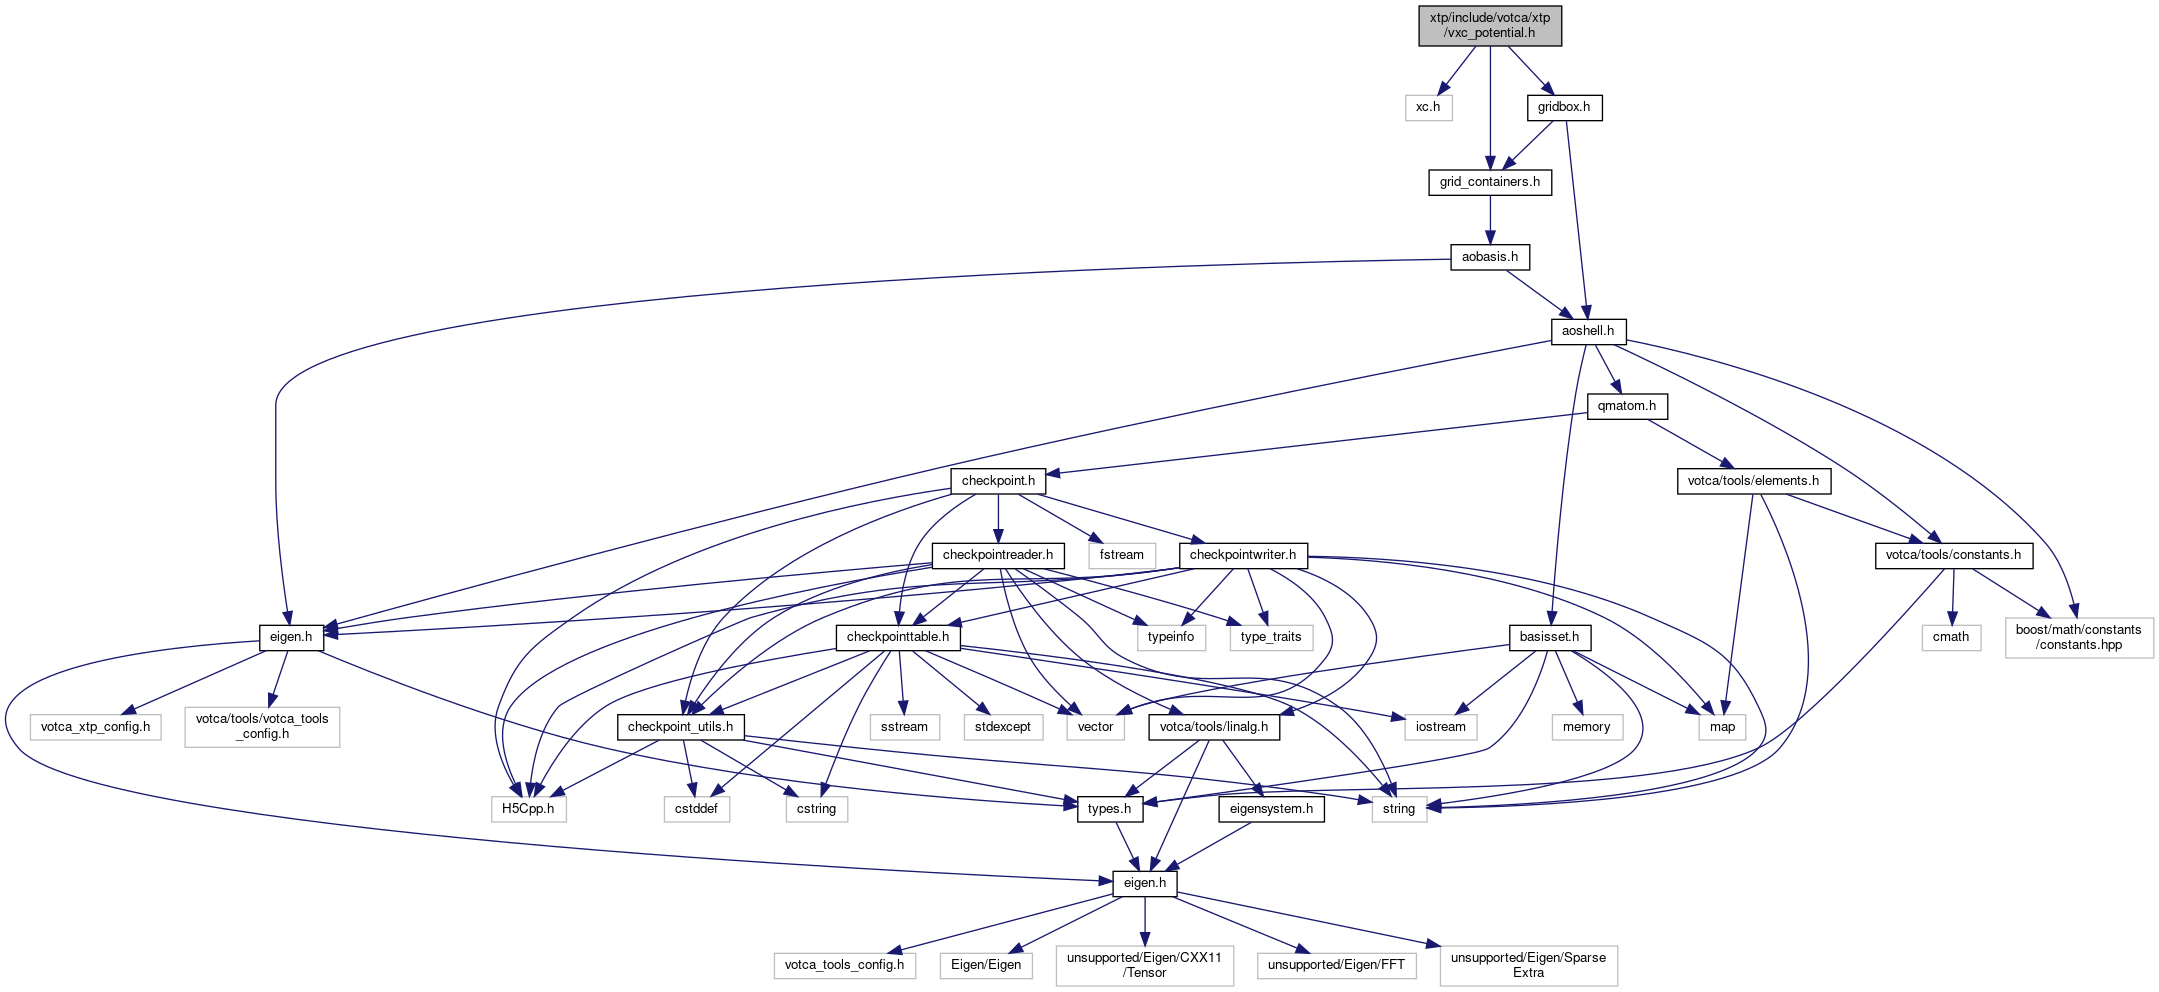 xtp/include/votca/xtp
/vxc_potential.h
xc.h
gridbox.h
grid_containers.h
aobasis.h
aoshell.h
qmatom.h
checkpoint.h
votca/tools/elements.h
checkpointreader.h
fstream
checkpointwriter.h
votca/tools/constants.h
eigen.h
checkpointtable.h
typeinfo
type_traits
basisset.h
cmath
boost/math/constants
/constants.hpp
votca_xtp_config.h
votca/tools/votca_tools
_config.h
checkpoint_utils.h
sstream
stdexcept
vector
votca/tools/linalg.h
iostream
memory
map
H5Cpp.h
cstddef
cstring
types.h
eigensystem.h
string
eigen.h
votca_tools_config.h
Eigen/Eigen
unsupported/Eigen/CXX11
/Tensor
unsupported/Eigen/FFT
unsupported/Eigen/Sparse
Extra